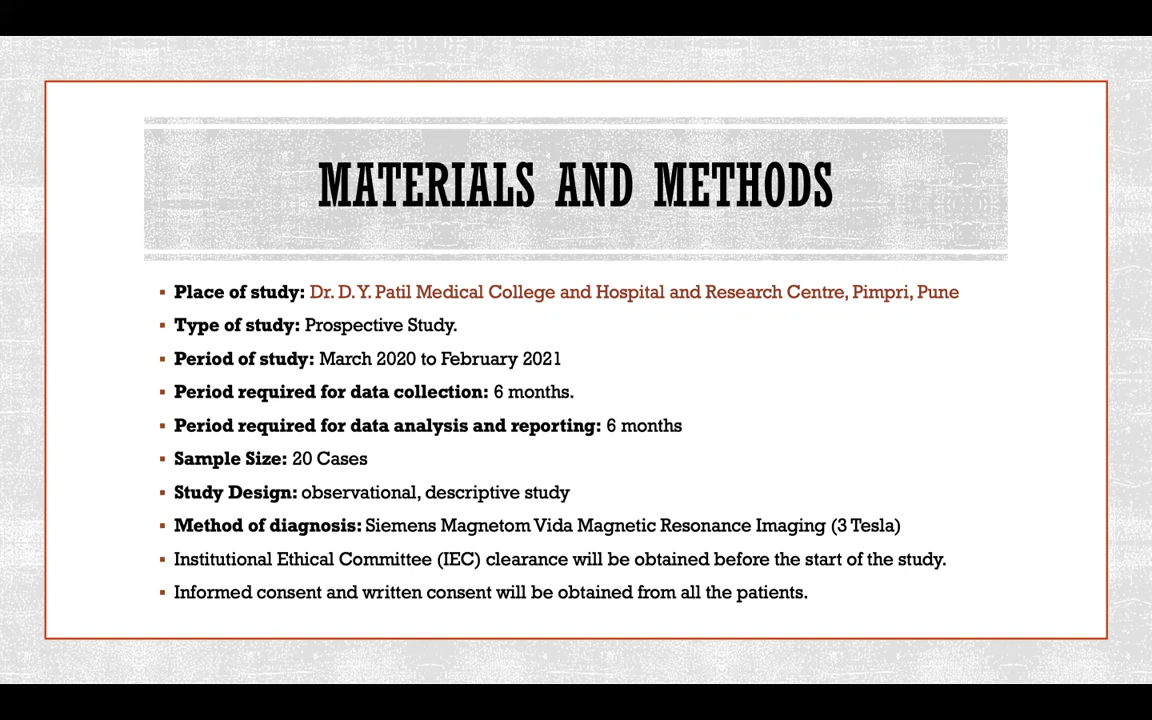 MATERIALS AND METHODS
▪ Place of study: Dr. D.Y. Patil Medical College and Hospital and Research Centre, Pimpri, Pune
▪ Type of study: Prospective Study.
▪ Period of study: March 2020 to February 2021
▪ Period required for data collection: 6 months.
▪ Period required for data analysis and reporting: 6 months
▪ Sample Size: 20 Cases
▪ Study Design: observational, descriptive study
▪ Method of diagnosis: Siemens Magnetom Vida Magnetic Resonance Imaging (3 Tesla)
▪ Institutional Ethical Committee (IEC) clearance will be obtained before the start of the study.
▪ Informed consent and written consent will be obtained from all the patients.